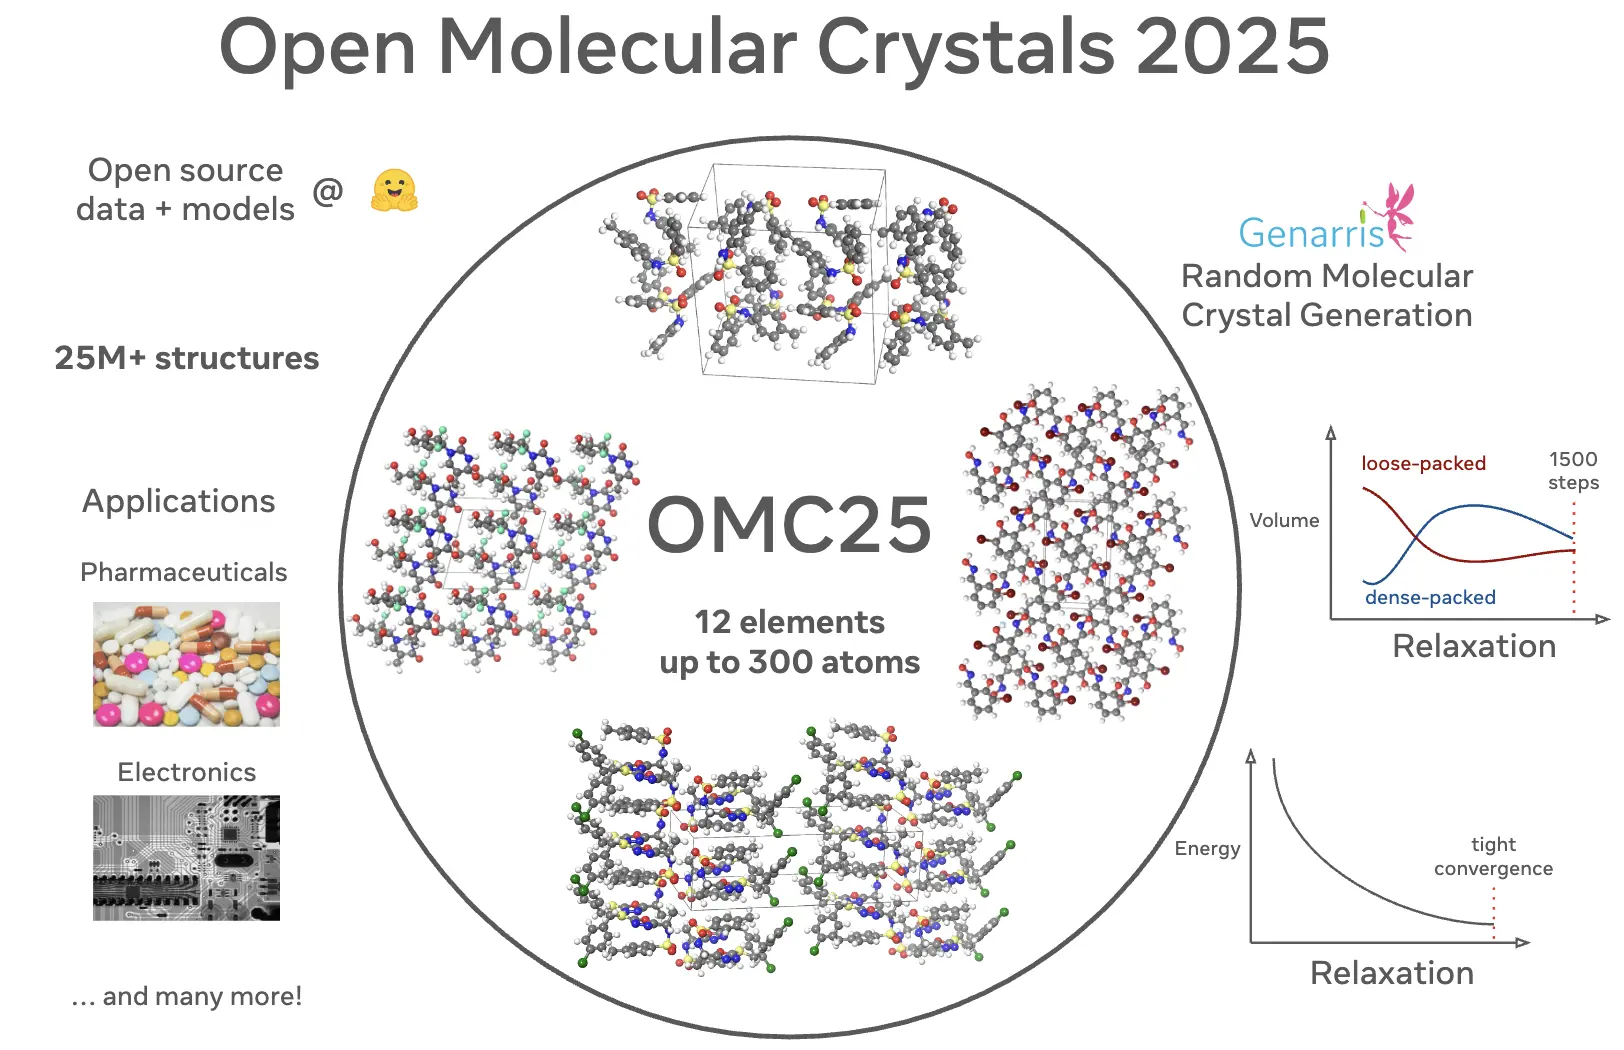 Open Molecular Crystals 2025
Open source
data + models
@
25M+ structures
Applications
Pharmaceuticals
Electronics
... and many more!
OMC25
12 elements
up to 300 atoms
Genarris
Random Molecular
Crystal Generation
loose-packed
1500
steps
Volume
dense-packed
Relaxation
Energy
tight
convergence
Relaxation